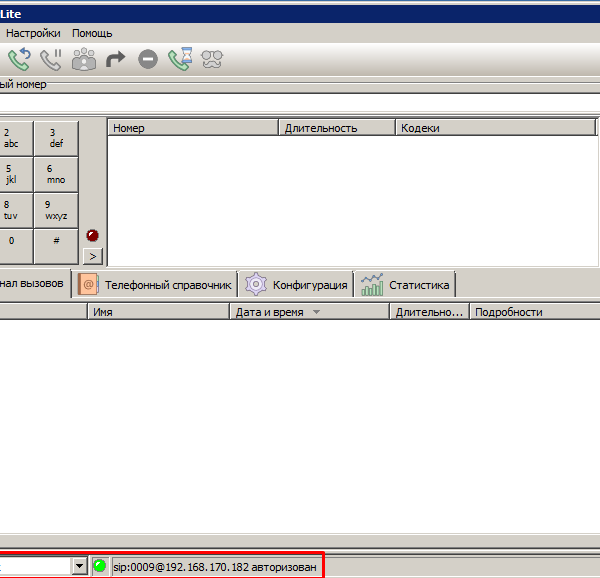 Lite
Настройки Помощь
ый номер
2 3
abc def
5 6
jkl mno
8 9
tuv wxyz
0 #
>
Номер Длительность Кодеки
нал вызовов @ Телефонный справочник Конфигурация Статистика
Имя Дата и время Длительно... Подробности
sip:0009@192.168.170.182 авторизован